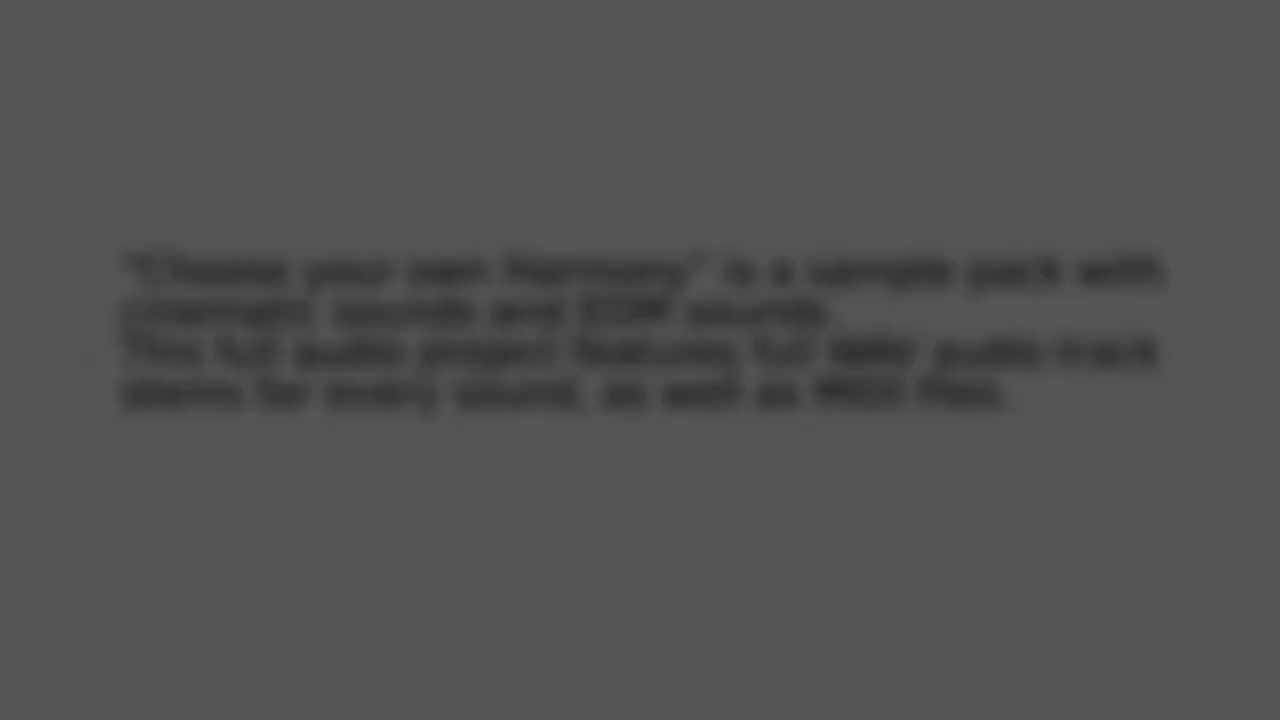 "Choose your own Harmony" is a sample pack with
cinematic sounds and EDM sounds.
This full audio project features full WAV audio track
stems for every sound, as well as MIDI files.